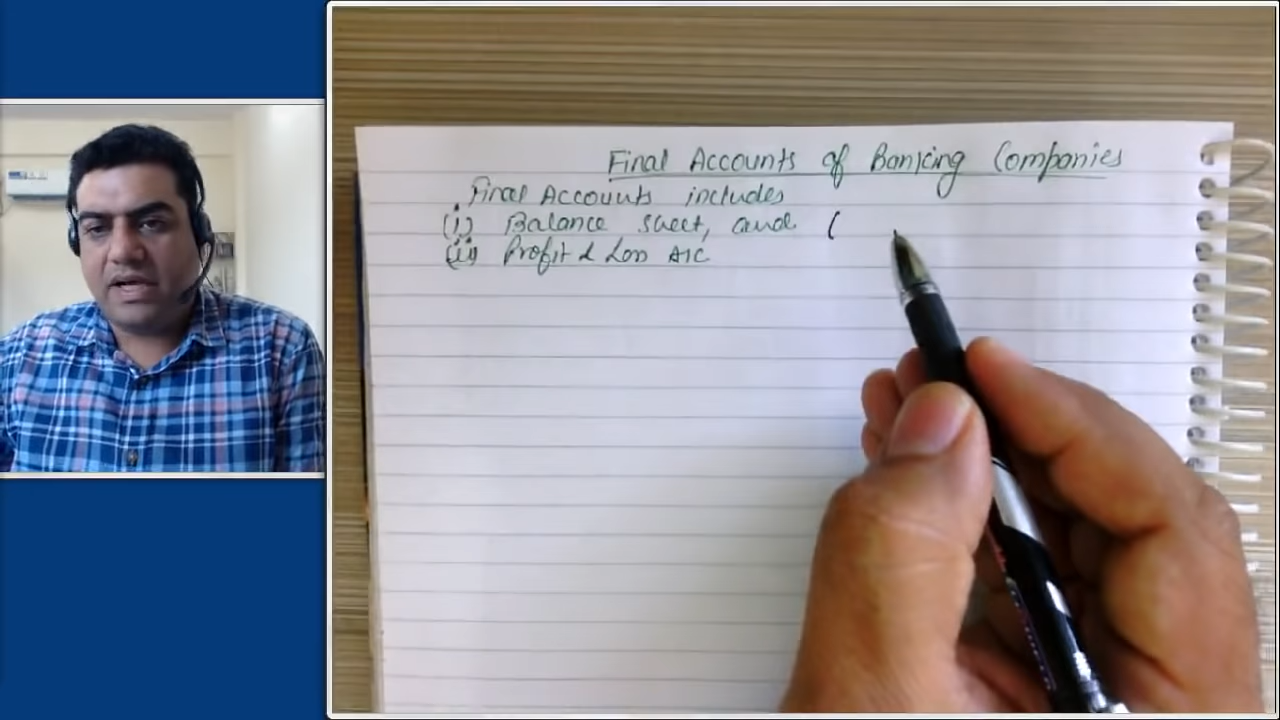 Final Accounts of Banking Companies
Final Accounts includes
(i) Balance Sheet, and (
(ii) Profit & Loss A/C